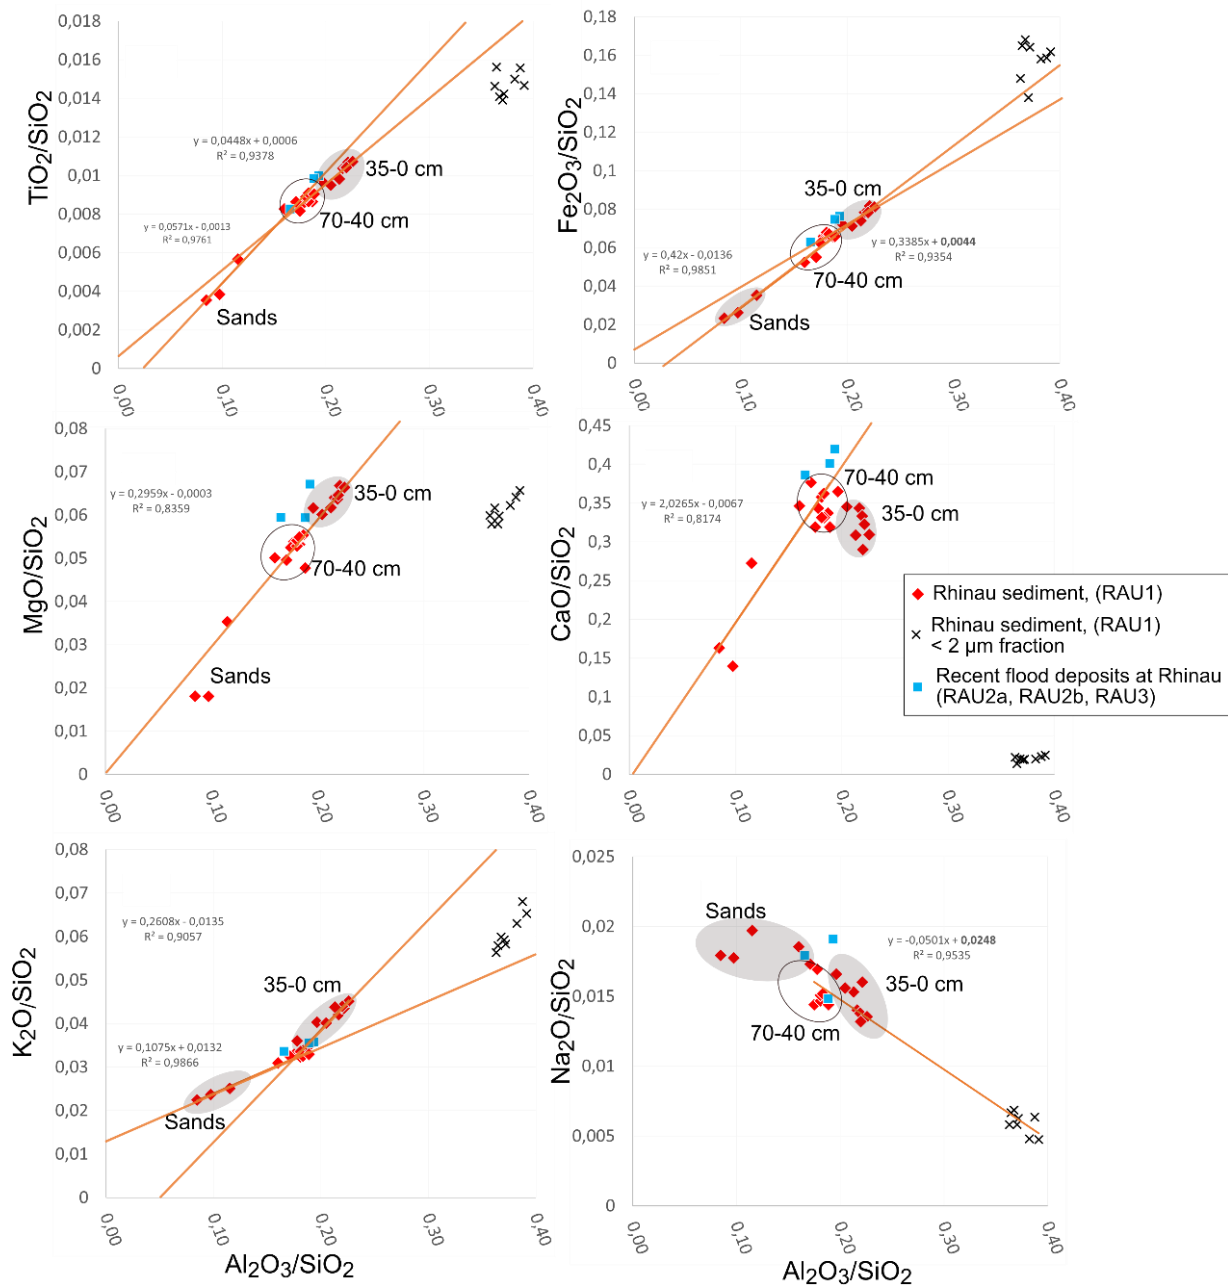 0,018
0,016
0,014
0,012
0,01
0,008
0,006
0,004
0,002
0
TiO2/SiO2
y = 0,0448x + 0,0006
R² = 0,9378
y = 0,0571x - 0,0013
R² = 0,9761
35-0 cm
70-40 cm
Sands
0,00
0,10
0,20
0,30
0,40
0,18
0,16
0,14
0,12
0,1
0,08
0,06
0,04
0,02
0
Fe2O3/SiO2
35-0 cm
y = 0,42x - 0,0136
R² = 0,9851
y = 0,3385x + 0,0044
R² = 0,9354
70-40 cm
Sands
0,00
0,10
0,20
0,30
0,40
0,08
0,07
0,06
0,05
0,04
0,03
0,02
0,01
0
MgO/SiO2
y = 0,2959x - 0,0003
R² = 0,8359
35-0 cm
70-40 cm
Sands
0,00
0,10
0,20
0,30
0,40
0,45
0,4
0,35
0,3
0,25
0,2
0,15
0,1
0,05
0
CaO/SiO2
y = 2,0265x - 0,0067
R² = 0,8174
70-40 cm
35-0 cm
0,00
0,10
0,20
0,30
0,40
Rhinau sediment, (RAU1)
Rhinau sediment, (RAU1)
< 2 µm fraction
Recent flood deposits at Rhinau
(RAU2a, RAU2b, RAU3)
0,08
0,07
0,06
0,05
0,04
0,03
0,02
0,01
0
K2O/SiO2
y = 0,2608x - 0,0135
R² = 0,9057
35-0 cm
y = 0,1075x + 0,0132
R² = 0,9866
Sands
0,00
0,10
0,20
0,30
0,40
Al2O3/SiO2
0,025
0,02
0,015
0,01
0,005
0
Na2O/SiO2
Sands
y = -0,0501x + 0,0248
R² = 0,9535
35-0 cm
70-40 cm
0,00
0,10
0,20
0,30
0,40
Al2O3/SiO2